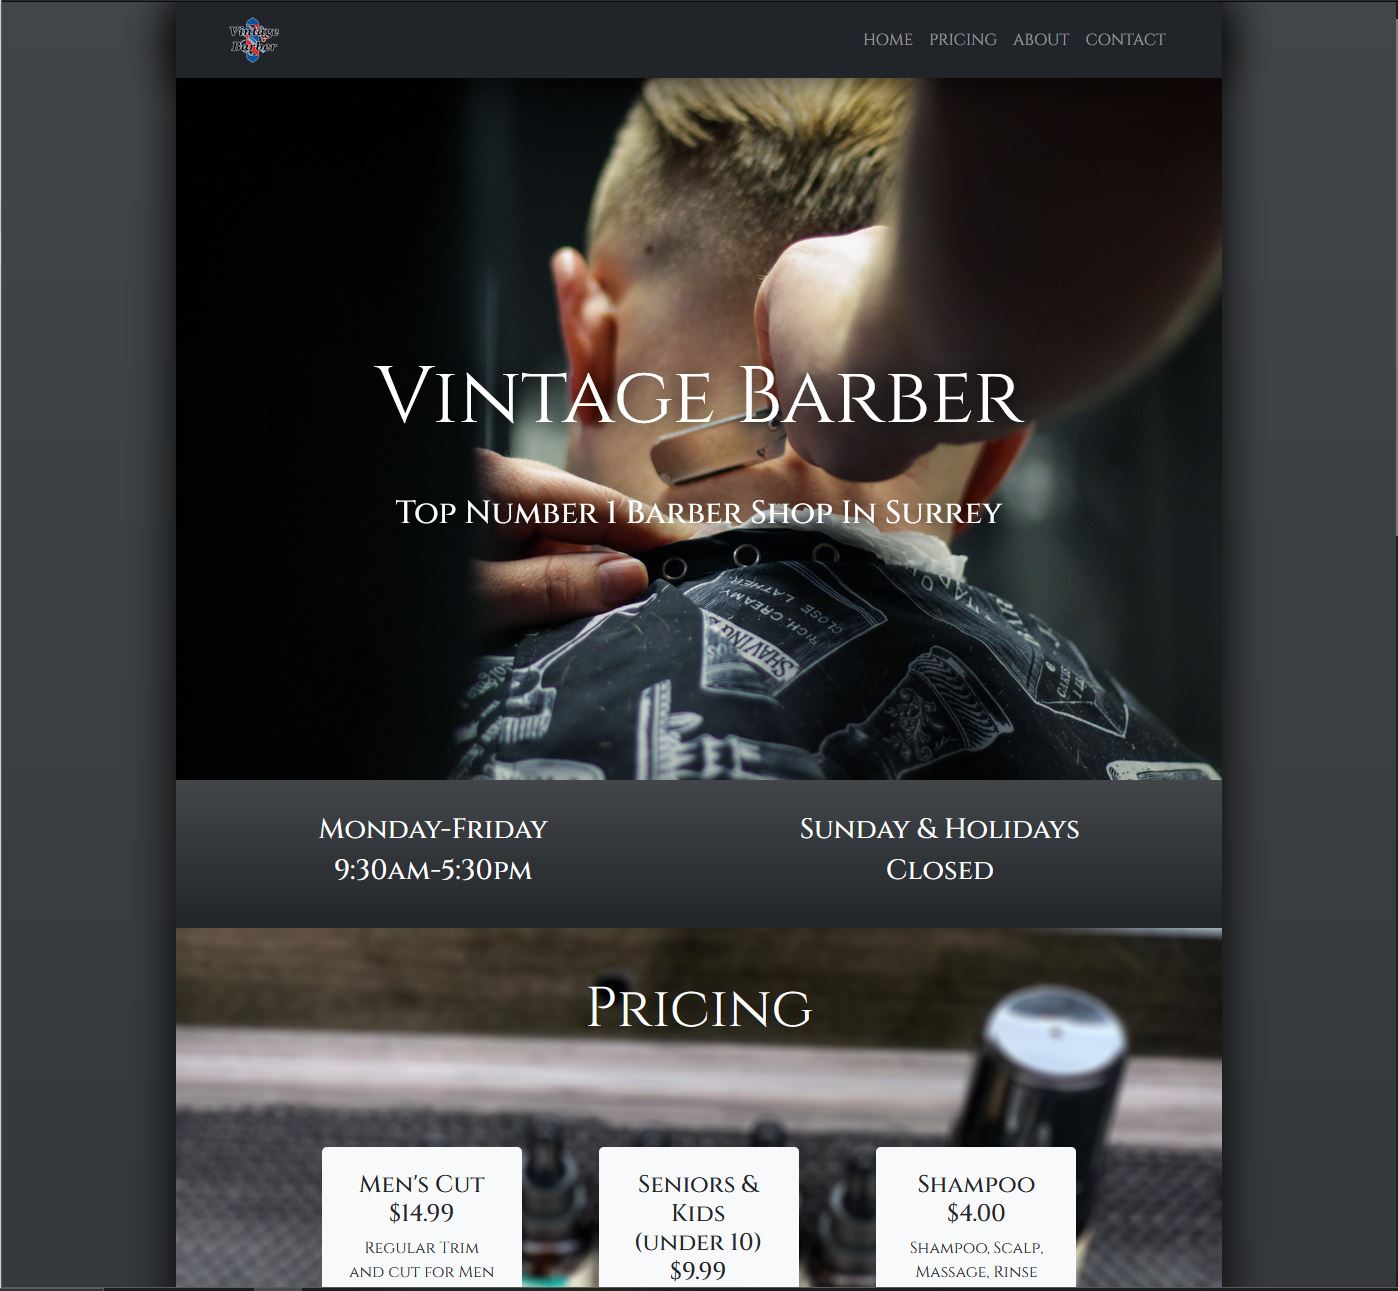 Vintage
Barber
HOME PRICING ABOUT CONTACT
Vintage Barber
Top Number 1 Barber Shop In Surrey
RICH, CREAMY
CLOSE LATHER.
SHAVING
Monday-Friday
9:30am-5:30pm
Sunday & Holidays
Closed
Pricing
Men's Cut
$14.99
Regular Trim
and cut for Men
Seniors &
Kids
(under 10)
$9.99
Shampoo
$4.00
Shampoo, Scalp,
Massage, Rinse